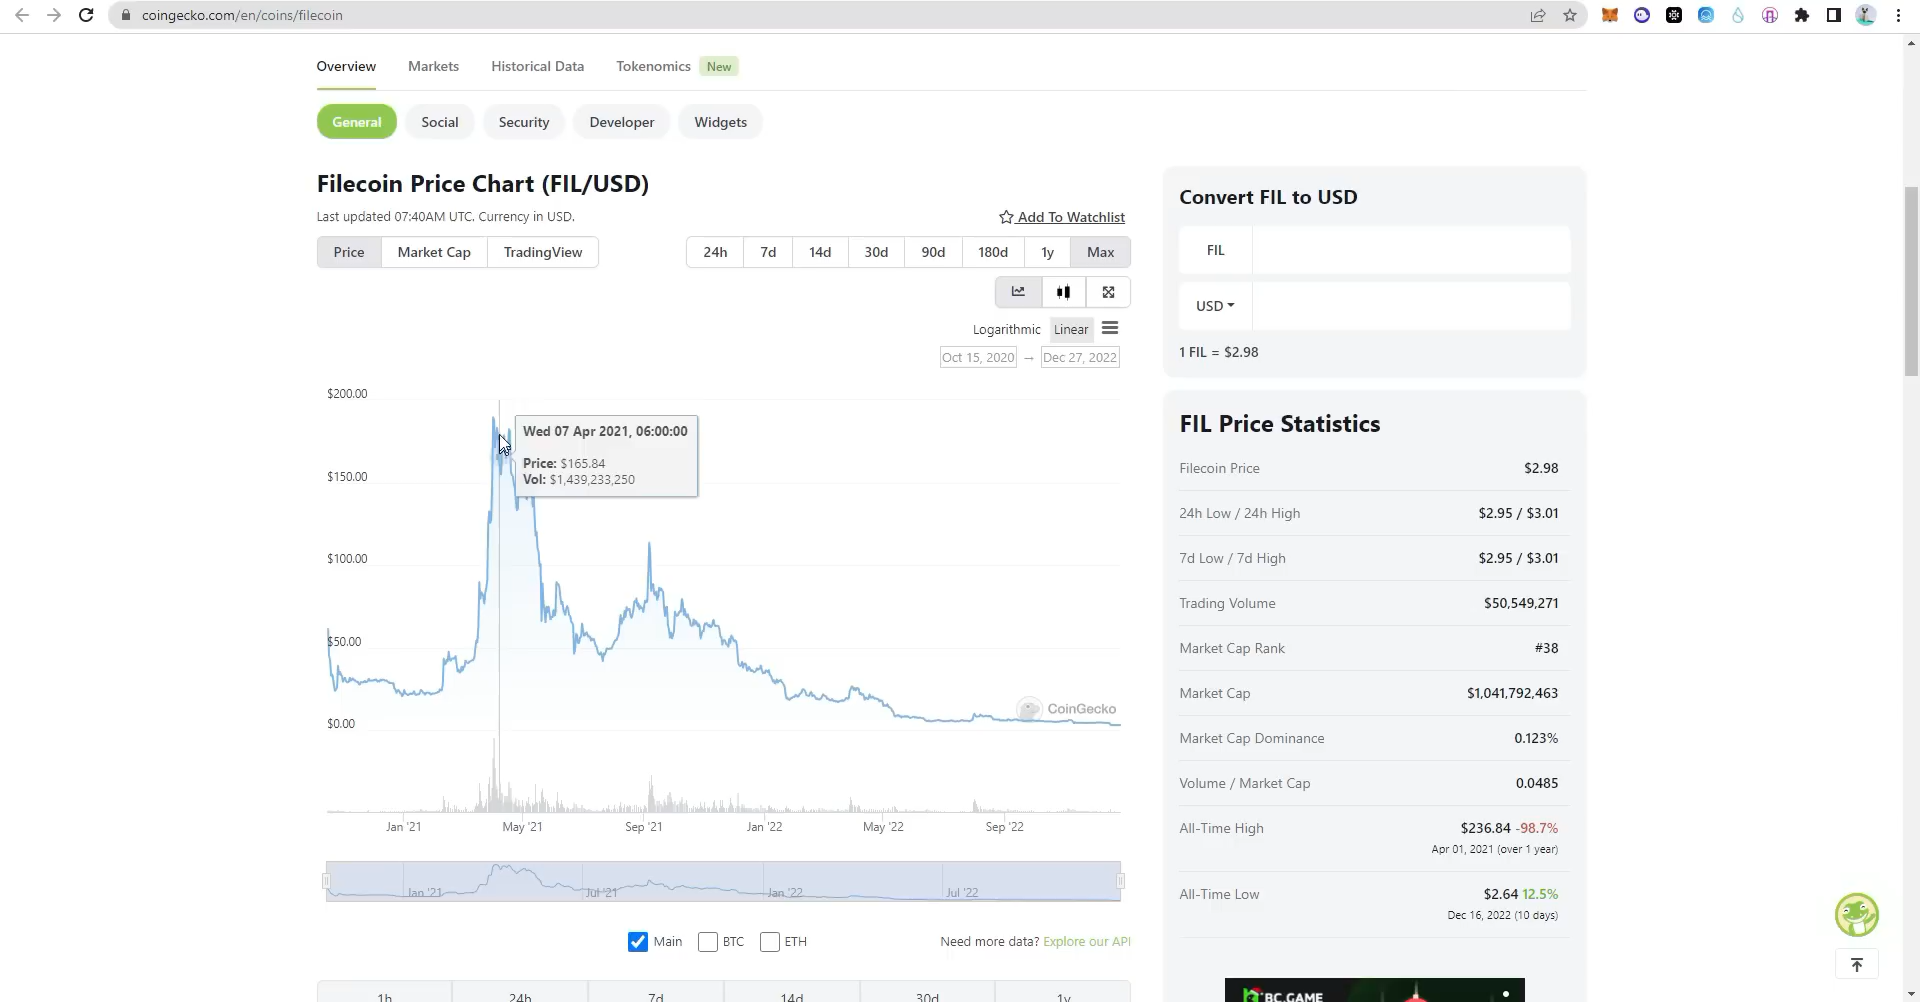 coingecko.com/en/coins/filecoin
Overview Markets Historical Data Tokenomics New
General Social Security Developer Widgets
Filecoin Price Chart (FIL/USD)
Last updated 07:40AM UTC. Currency in USD.
Add To Watchlist
Price Market Cap TradingView
24h 7d 14d 30d 90d 180d 1y Max
Logarithmic Linear
Oct 15, 2020 → Dec 27, 2022
$200.00
$150.00
$100.00
$50.00
$0.00
Wed 07 Apr 2021, 06:00:00
Price: $165.84
Vol: $1,439,233,250
CoinGecko
Jan '21 May '21 Sep '21 Jan '22 May '22 Sep '22
Jan '21 Jul '21 Jan '22 Jul '22
Main BTC ETH
Need more data? Explore our API
1h 24h 7d 14d 30d 1y
Convert FIL to USD
FIL
USD
1 FIL = $2.98
FIL Price Statistics
Filecoin Price $2.98
24h Low / 24h High $2.95 / $3.01
7d Low / 7d High $2.95 / $3.01
Trading Volume $50,549,271
Market Cap Rank #38
Market Cap $1,041,792,463
Market Cap Dominance 0.123%
Volume / Market Cap 0.0485
All-Time High $236.84 -98.7%
Apr 01, 2021 (over 1 year)
All-Time Low $2.64 12.5%
Dec 16, 2022 (10 days)
BC.GAME